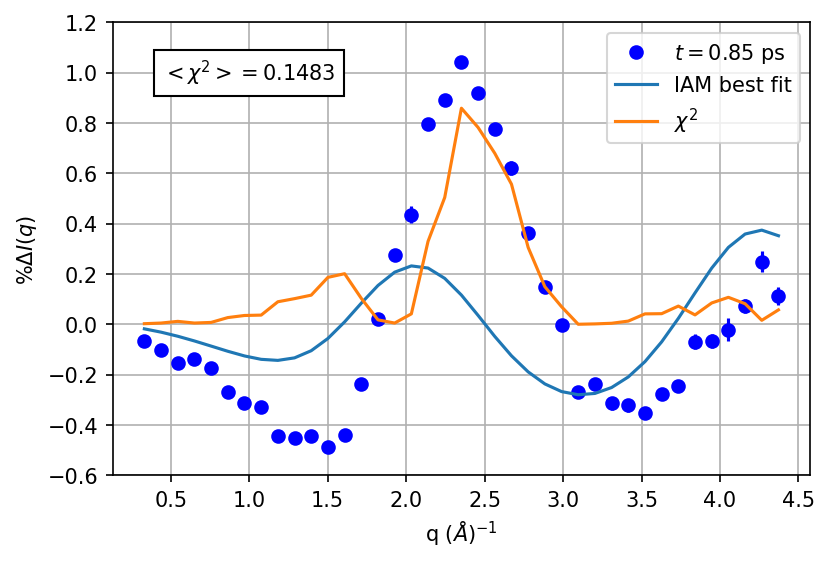 1.2
1.0
0.8
0.6
0.4
0.2
0.0
−0.2
−0.4
−0.6
%ΔI(q)
< χ² > = 0.1483
t = 0.85 ps
IAM best fit
χ²
0.5 1.0 1.5 2.0 2.5 3.0 3.5 4.0 4.5
q (Å)⁻¹